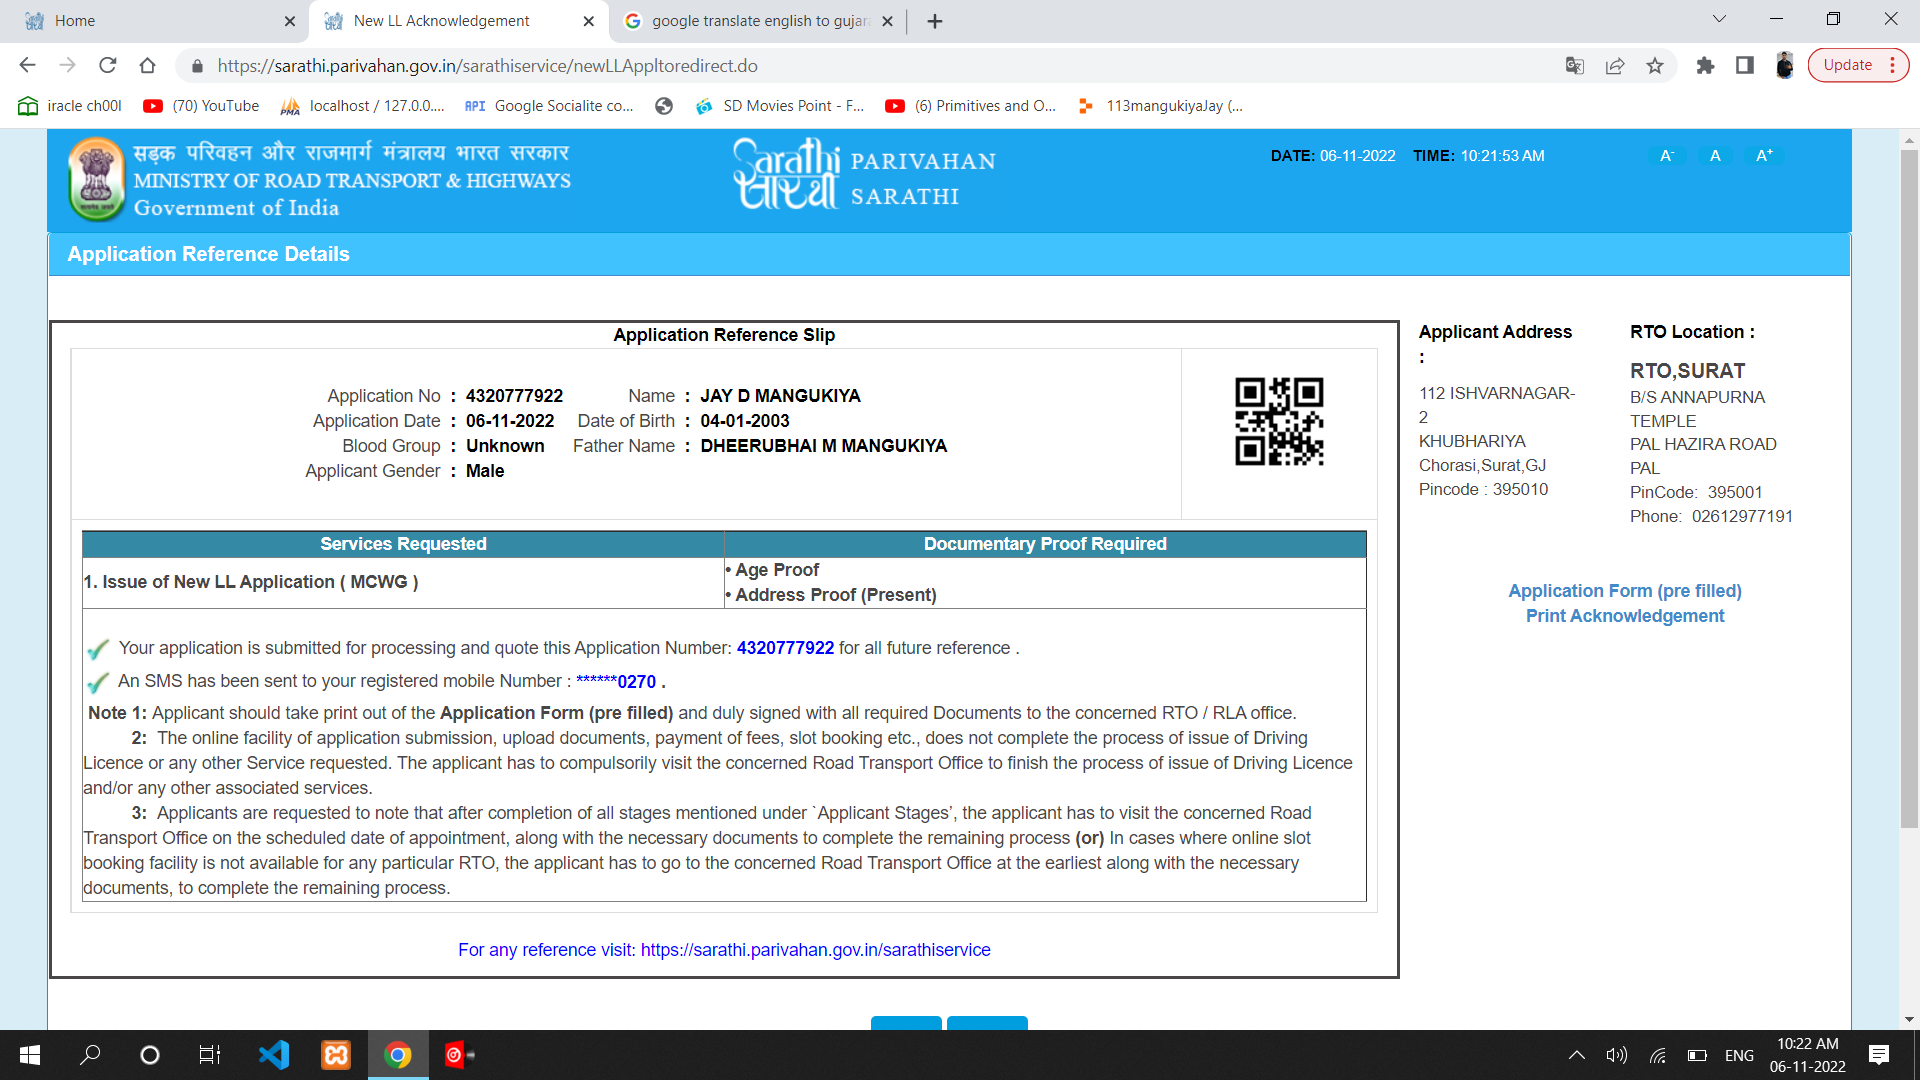 Home
New LL Acknowledgement
google translate english to gujara
https://sarathi.parivahan.gov.in/sarathiservice/newLLAppltoredirect.do
Update
iracle ch00l
(70) YouTube
PMA
localhost / 127.0.0....
API
Google Socialite co...
SD Movies Point - F...
(6) Primitives and O...
113mangukiyaJay (...
सड़क परिवहन और राजमार्ग मंत्रालय भारत सरकार
MINISTRY OF ROAD TRANSPORT & HIGHWAYS
Government of India
Sarathi
सारथी
PARIVAHAN
SARATHI
DATE: 06-11-2022 TIME: 10:21:53 AM
A- A A+
Application Reference Details
Application Reference Slip
Application No : 4320777922 Name : JAY D MANGUKIYA
Application Date : 06-11-2022 Date of Birth : 04-01-2003
Blood Group : Unknown Father Name : DHEERUBHAI M MANGUKIYA
Applicant Gender : Male
Services Requested Documentary Proof Required
1. Issue of New LL Application ( MCWG )
• Age Proof
• Address Proof (Present)
Your application is submitted for processing and quote this Application Number: 4320777922 for all future reference .
An SMS has been sent to your registered mobile Number : ******0270 .
Note 1: Applicant should take print out of the Application Form (pre filled) and duly signed with all required Documents to the concerned RTO / RLA office.
2: The online facility of application submission, upload documents, payment of fees, slot booking etc., does not complete the process of issue of Driving
Licence or any other Service requested. The applicant has to compulsorily visit the concerned Road Transport Office to finish the process of issue of Driving Licence
and/or any other associated services.
3: Applicants are requested to note that after completion of all stages mentioned under `Applicant Stages’, the applicant has to visit the concerned Road
Transport Office on the scheduled date of appointment, along with the necessary documents to complete the remaining process (or) In cases where online slot
booking facility is not available for any particular RTO, the applicant has to go to the concerned Road Transport Office at the earliest along with the necessary
documents, to complete the remaining process.
For any reference visit: https://sarathi.parivahan.gov.in/sarathiservice
Applicant Address
:
112 ISHVARNAGAR-
2
KHUBHARIYA
Chorasi,Surat,GJ
Pincode : 395010
RTO Location :
RTO,SURAT
B/S ANNAPURNA
TEMPLE
PAL HAZIRA ROAD
PAL
PinCode: 395001
Phone: 02612977191
Application Form (pre filled)
Print Acknowledgement
ENG
10:22 AM
06-11-2022